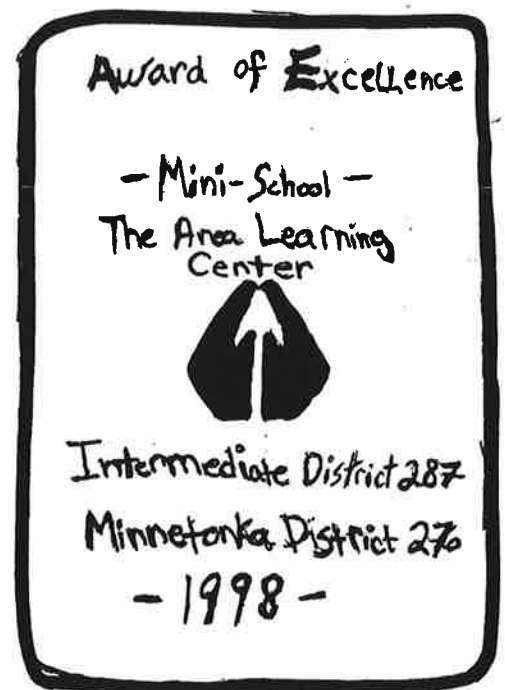 Award of Excellence
- Mini-School -
The Area Learning
Center
Intermediate District 287
Minnetonka District 276
- 1998 -